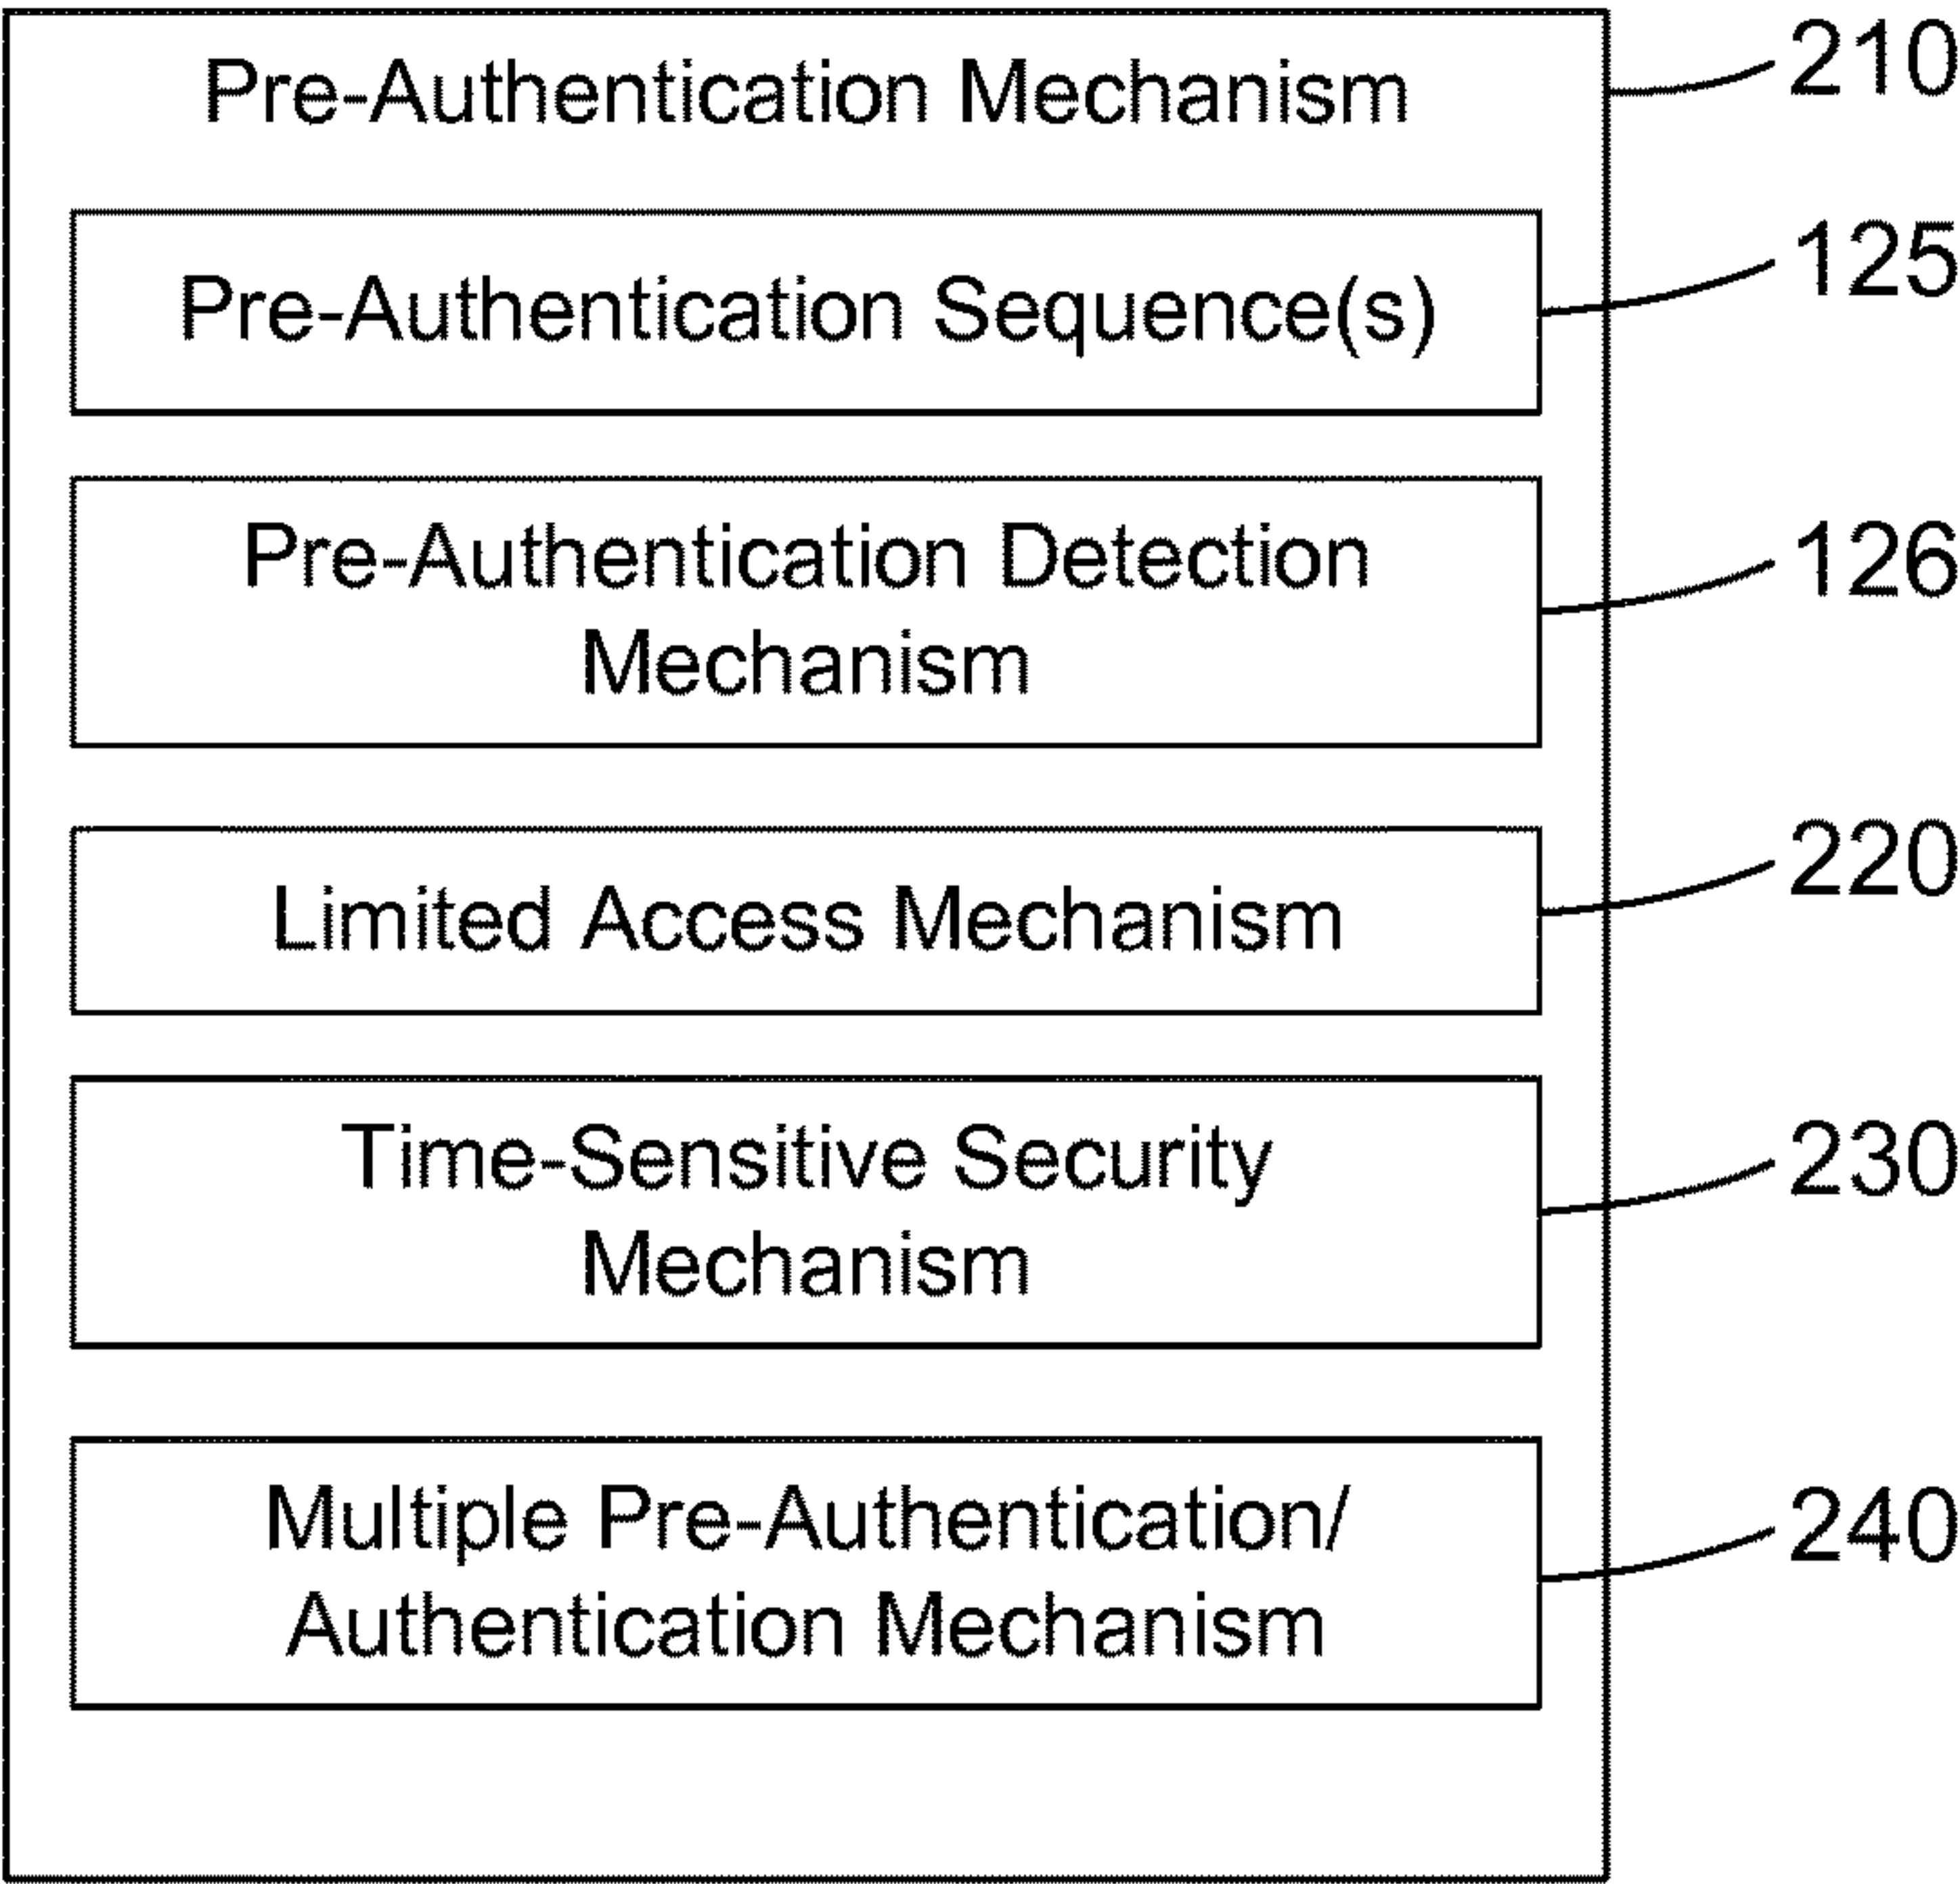 Pre-Authentication Mechanism
210
Pre-Authentication Sequence(s)
125
Pre-Authentication Detection
Mechanism
126
Limited Access Mechanism
220
Time-Sensitive Security
Mechanism
230
Multiple Pre-Authentication/
Authentication Mechanism
240